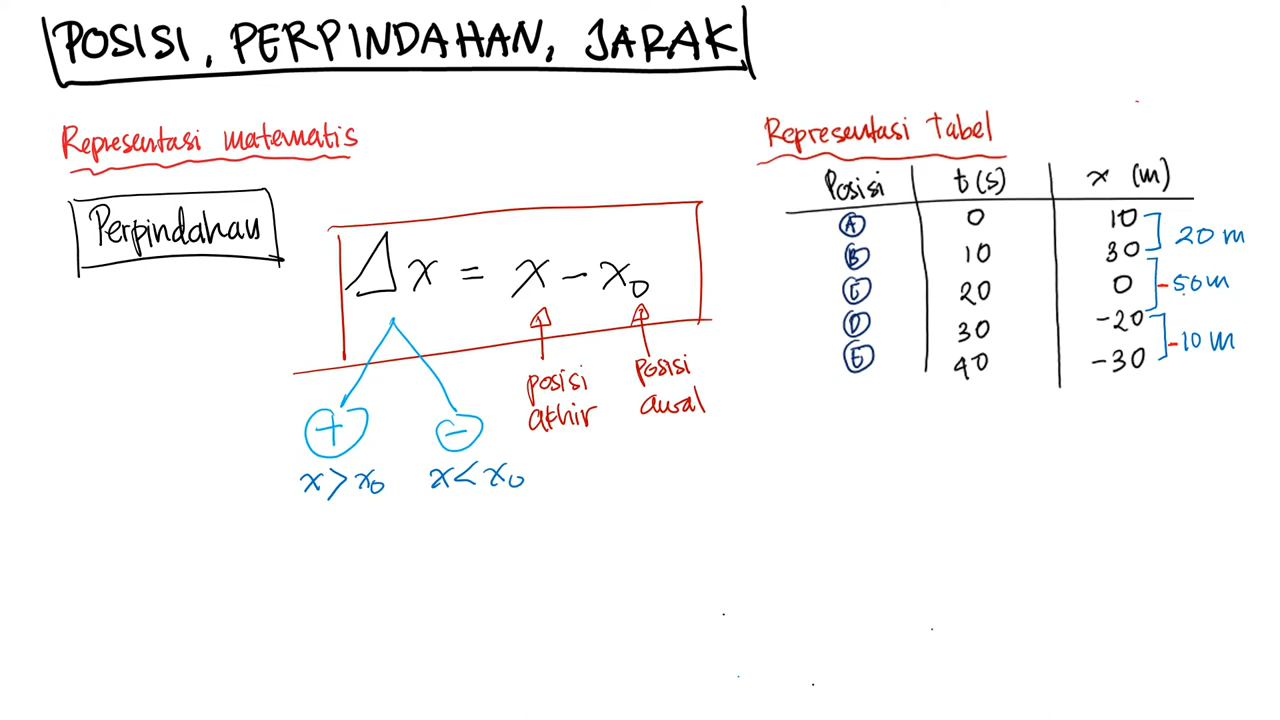 POSISI, PERPINDAHAN, JARAK
Representasi matematis
Perpindahan
Δx = x - x₀
posisi akhir
posisi awal
+
x > x₀
-
x < x₀
Representasi tabel
Posisi t(s) x (m)
A 0 10
B 10 30
C 20 0
D 30 -20
E 40 -30
20 m
-50m
-10 m